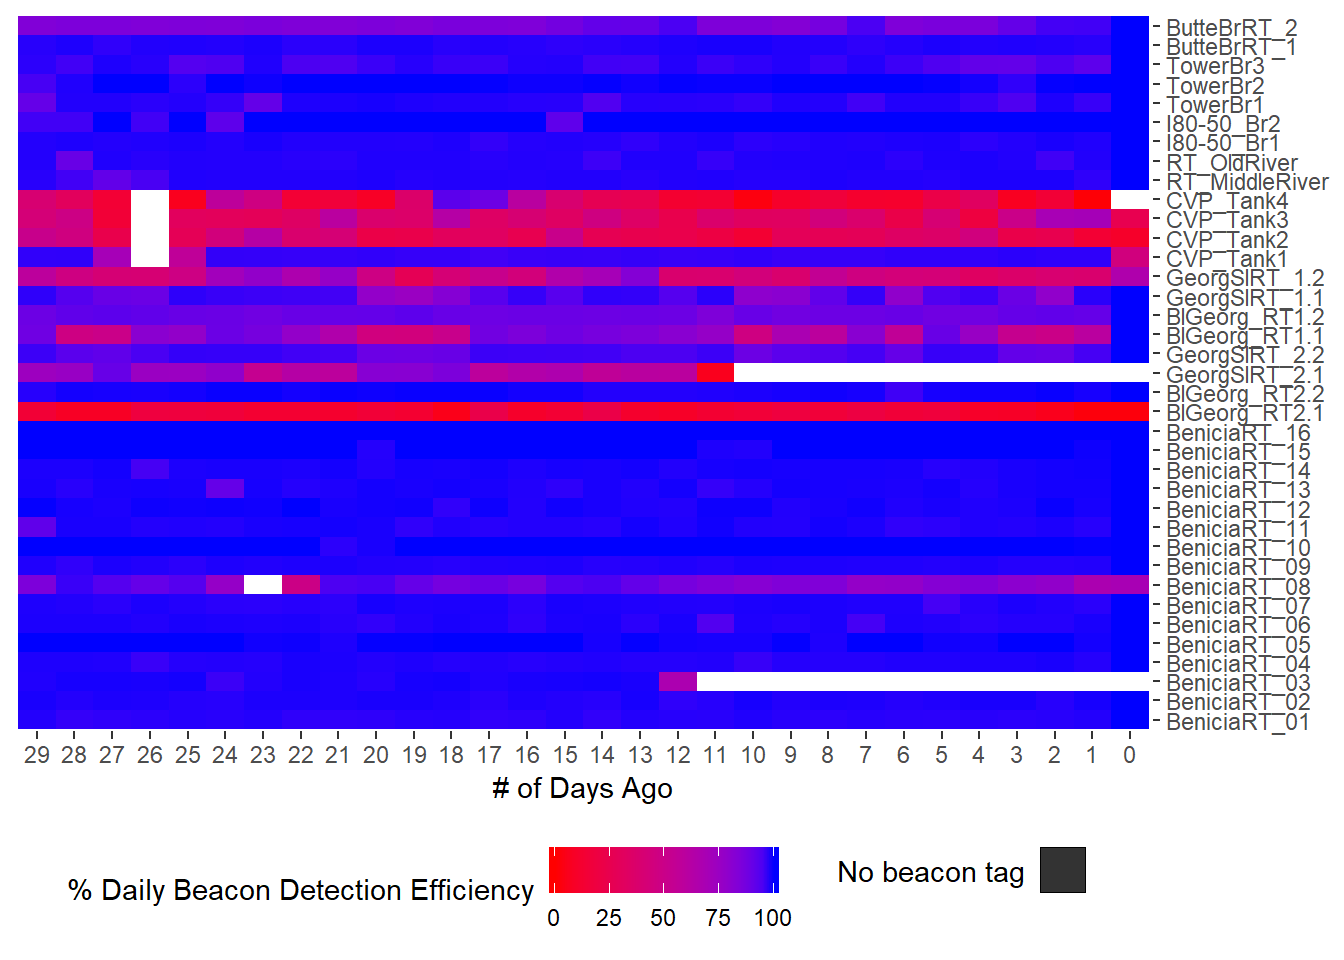 ButteBrRT_2
ButteBrRT_1
TowerBr3
TowerBr2
TowerBr1
I80-50_Br2
I80-50_Br1
RT_OldRiver
RT_MiddleRiver
CVP_Tank4
CVP_Tank3
CVP_Tank2
CVP_Tank1
GeorgSlRT_1.2
GeorgSlRT_1.1
BlGeorg_RT1.2
BlGeorg_RT1.1
GeorgSlRT_2.2
GeorgSlRT_2.1
BlGeorg_RT2.2
BlGeorg_RT2.1
BeniciaRT_16
BeniciaRT_15
BeniciaRT_14
BeniciaRT_13
BeniciaRT_12
BeniciaRT_11
BeniciaRT_10
BeniciaRT_09
BeniciaRT_08
BeniciaRT_07
BeniciaRT_06
BeniciaRT_05
BeniciaRT_04
BeniciaRT_03
BeniciaRT_02
BeniciaRT_01
29 28 27 26 25 24 23 22 21 20 19 18 17 16 15 14 13 12 11 10 9 8 7 6 5 4 3 2 1 0
# of Days Ago
% Daily Beacon Detection Efficiency
0 25 50 75 100
No beacon tag